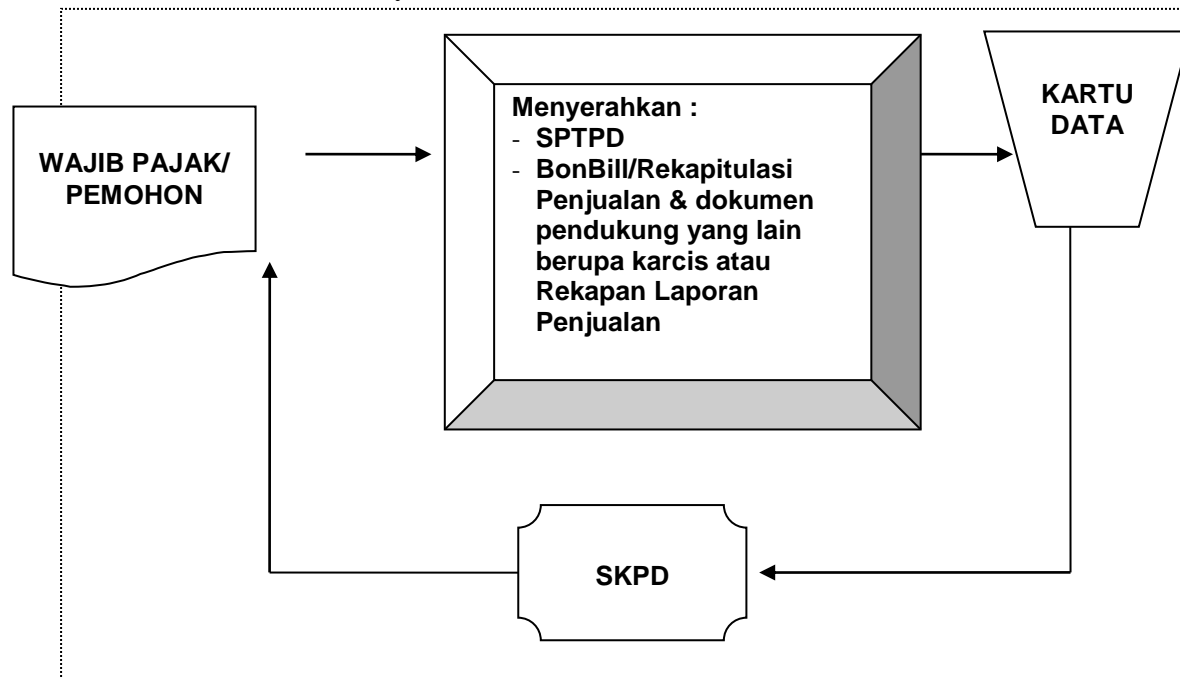 WAJIB PAJAK/
PEMOHON
Menyerahkan :
- SPTPD
- BonBill/Rekapitulasi
Penjualan & dokumen
pendukung yang lain
berupa karcis atau
Rekapan Laporan
Penjualan
KARTU
DATA
SKPD